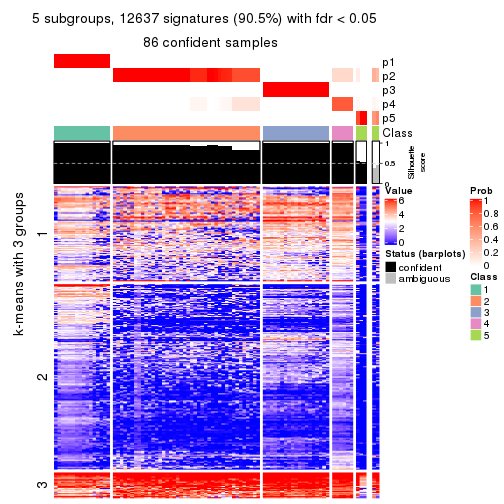 5 subgroups, 12637 signatures (90.5%) with fdr < 0.05
86 confident samples
p1
p2
p3
p4
p5
Class
1
0.5
0
Silhouette
score
k-means with 3 groups
1
2
3
Value
6
4
2
0
Status (barplots)
confident
ambiguous
Prob
1
0.8
0.6
0.4
0.2
0
Class
1
2
3
4
5